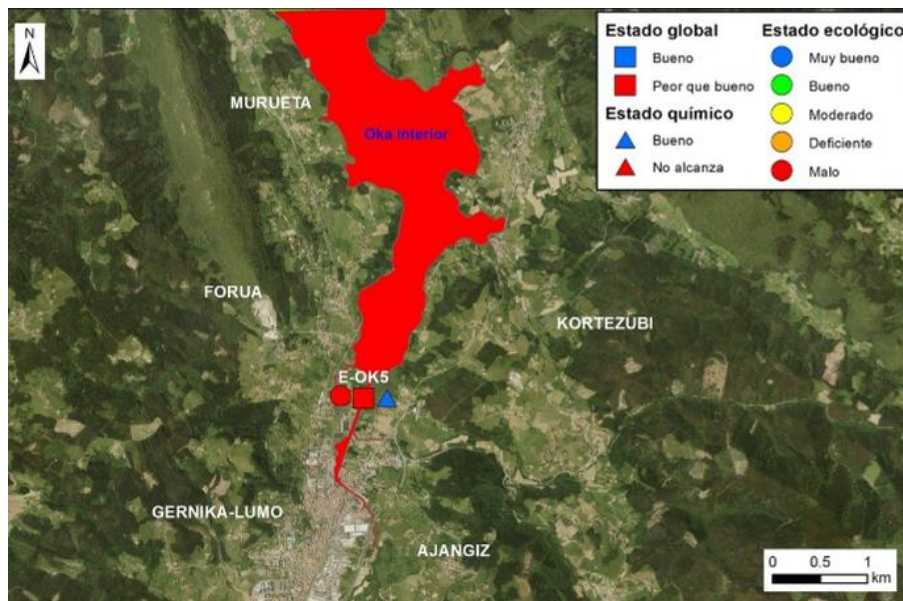 N
MURUETA
Oka Interior
FORUA
KORTEZUBI
E-OK5
GERNIKA-LUMO
AJANGIZ
Estado global
Bueno
Peor que bueno
Estado químico
Bueno
No alcanza
Estado ecológico
Muy bueno
Bueno
Moderado
Deficiente
Malo
0 0.5 1
km